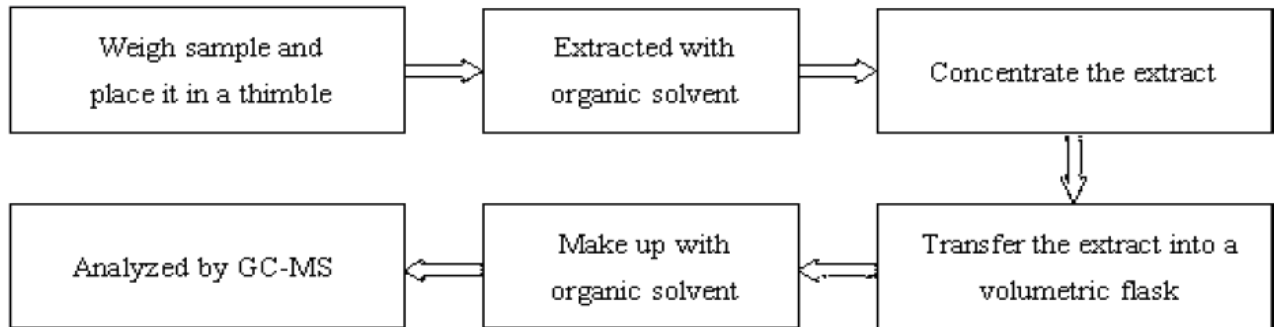 Weigh sample and
place it in a thimble
Extracted with
organic solvent
Concentrate the extract
Transfer the extract into a
volumetric flask
Make up with
organic solvent
Analyzed by GC-MS